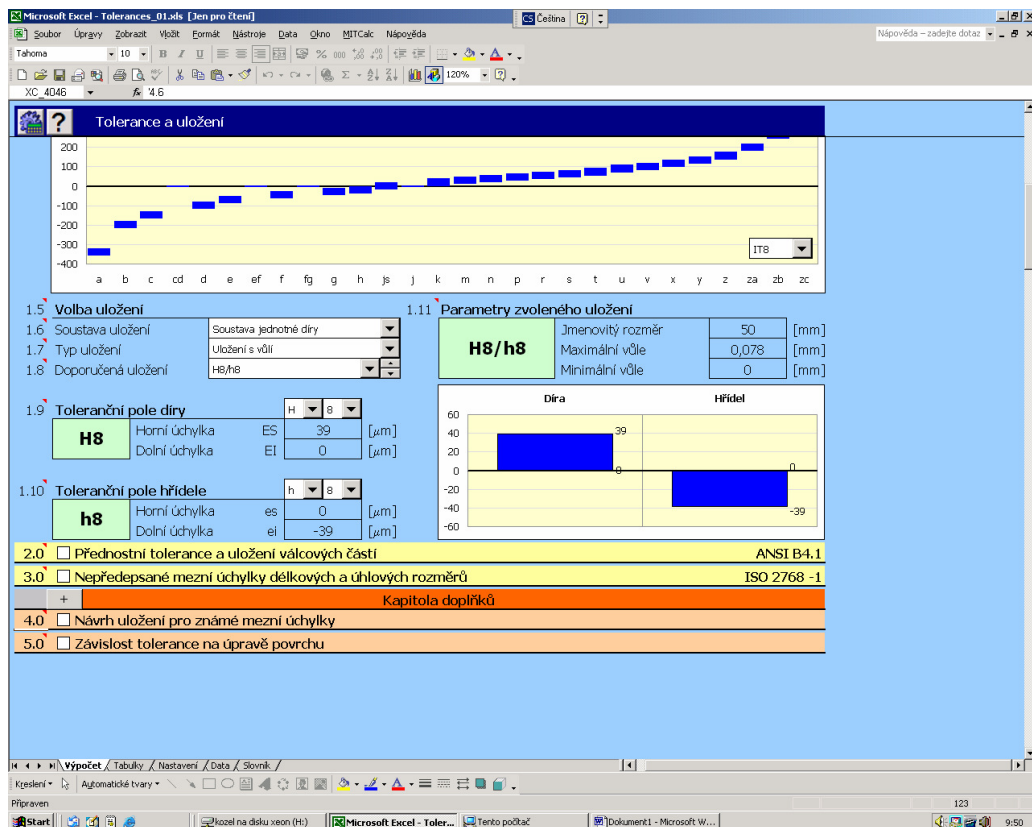 Microsoft Excel - Tolerances_01.xls [Jen pro čtení]
CS Čeština
Soubor Úpravy Zobrazit Vložit Formát Nástroje Data Okno MITCalc Nápověda
Nápověda – zadejte dotaz
Tahoma 10 B I U % 000
120%
XC_4046 fx '4.6
? Tolerance a uložení
200
100
0
-100
-200
-300
-400
IT8
a b c cd d e ef f fg g h js j k m n p r s t u v x y z za zb zc
1.5 Volba uložení
1.6 Soustava uložení Soustava jednotné díry
1.7 Typ uložení Uložení s vůlí
1.8 Doporučená uložení H8/h8
1.11 Parametry zvoleného uložení
H8/h8
Jmenovitý rozměr 50 [mm]
Maximální vůle 0,078 [mm]
Minimální vůle 0 [mm]
1.9 Toleranční pole díry H 8
H8
Horní úchylka ES 39 [μm]
Dolní úchylka EI 0 [μm]
1.10 Toleranční pole hřídele h 8
h8
Horní úchylka es 0 [μm]
Dolní úchylka ei -39 [μm]
Díra Hřídel
60
40
20
0
-20
-40
-60
39
0
0
-39
2.0 Přednostní tolerance a uložení válcových částí ANSI B4.1
3.0 Nepředepsané mezní úchylky délkových a úhlových rozměrů ISO 2768 -1
+ Kapitola doplňků
4.0 Návrh uložení pro známé mezní úchylky
5.0 Závislost tolerance na úpravě povrchu
Výpočet / Tabulky / Nastavení / Data / Slovník /
Kreslení Automatické tvary
Připraven 123
Start kozel na disku xeon (H:) Microsoft Excel - Toler... Tento počítač Dokument1 - Microsoft W... 9:50